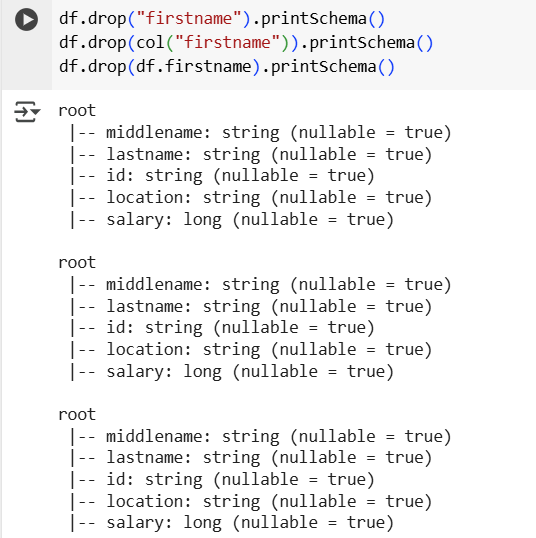 df.drop("firstname").printSchema()
df.drop(col("firstname")).printSchema()
df.drop(df.firstname).printSchema()
root
 |-- middlename: string (nullable = true)
 |-- lastname: string (nullable = true)
 |-- id: string (nullable = true)
 |-- location: string (nullable = true)
 |-- salary: long (nullable = true)
root
 |-- middlename: string (nullable = true)
 |-- lastname: string (nullable = true)
 |-- id: string (nullable = true)
 |-- location: string (nullable = true)
 |-- salary: long (nullable = true)
root
 |-- middlename: string (nullable = true)
 |-- lastname: string (nullable = true)
 |-- id: string (nullable = true)
 |-- location: string (nullable = true)
 |-- salary: long (nullable = true)